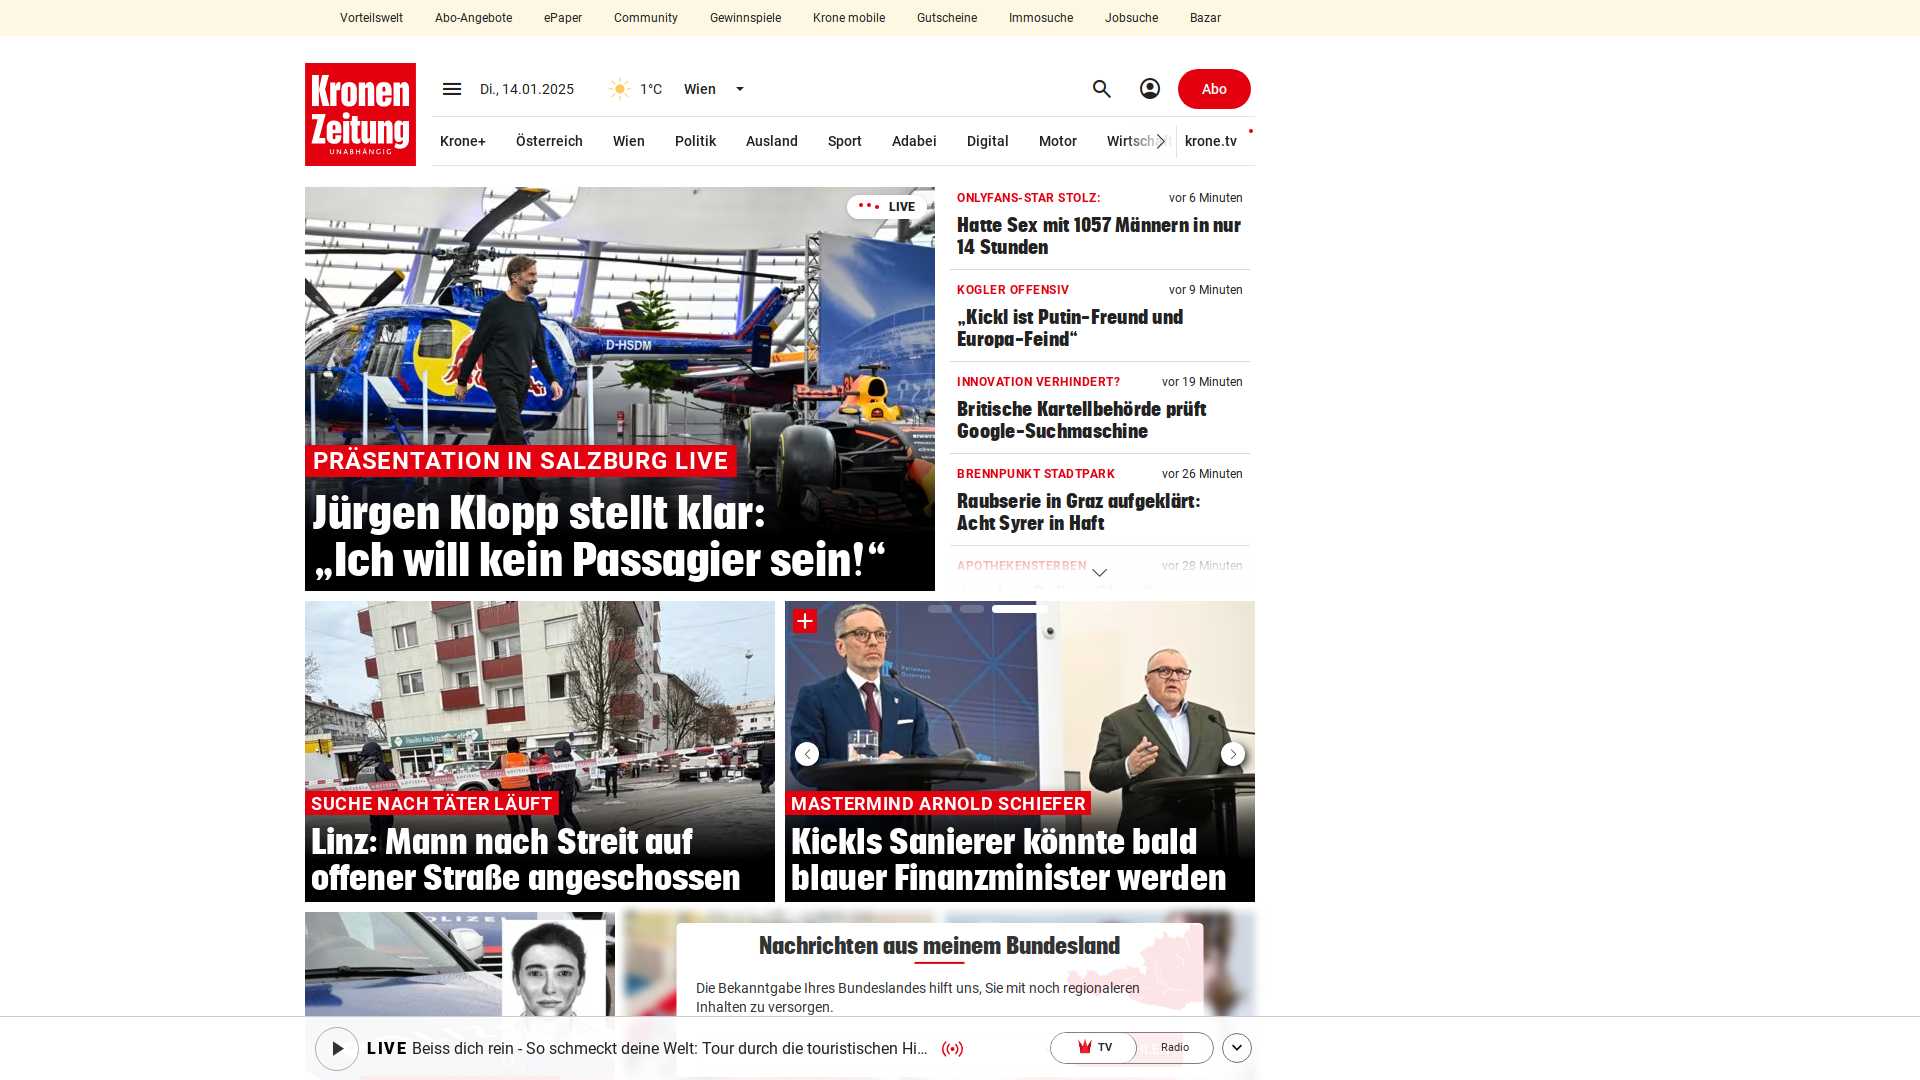 Vorteilswelt Abo-Angebote ePaper Community Gewinnspiele Krone mobile Gutscheine Immosuche Jobsuche Bazar
Kronen
Zeitung
UNABHÄNGIG
Di., 14.01.2025 1°C Wien Abo
Krone+ Österreich Wien Politik Ausland Sport Adabei Digital Motor Wirtschaft krone.tv
LIVE
D-HSDM
PRÄSENTATION IN SALZBURG LIVE
Jürgen Klopp stellt klar:
„Ich will kein Passagier sein!“
ONLYFANS-STAR STOLZ: vor 6 Minuten
Hatte Sex mit 1057 Männern in nur
14 Stunden
KOGLER OFFENSIV vor 9 Minuten
„Kickl ist Putin-Freund und
Europa-Feind“
INNOVATION VERHINDERT? vor 19 Minuten
Britische Kartellbehörde prüft
Google-Suchmaschine
BRENNPUNKT STADTPARK vor 26 Minuten
Raubserie in Graz aufgeklärt:
Acht Syrer in Haft
APOTHEKENSTERBEN vor 28 Minuten
SUCHE NACH TÄTER LÄUFT
Linz: Mann nach Streit auf
offener Straße angeschossen
Parlament
Österreich
MASTERMIND ARNOLD SCHIEFER
Kickls Sanierer könnte bald
blauer Finanzminister werden
POLIZEI
Nachrichten aus meinem Bundesland
Die Bekanntgabe Ihres Bundeslandes hilft uns, Sie mit noch regionaleren
Inhalten zu versorgen.
LIVE Beiss dich rein - So schmeckt deine Welt: Tour durch die touristischen Hi... TV Radio